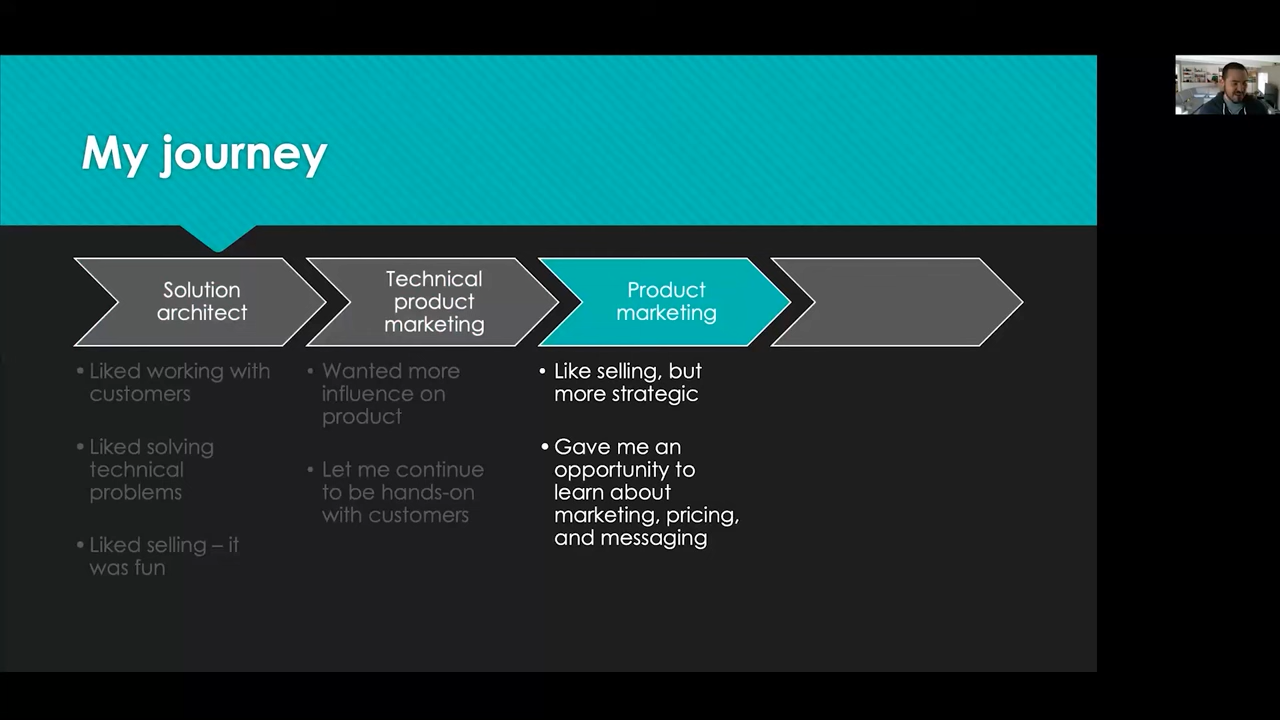 My journey
Solution
architect
Technical
product
marketing
Product
marketing
• Liked working with
customers
• Liked solving
technical
problems
• Liked selling – it
was fun
• Wanted more
influence on
product
• Let me continue
to be hands-on
with customers
• Like selling, but
more strategic
• Gave me an
opportunity to
learn about
marketing, pricing,
and messaging